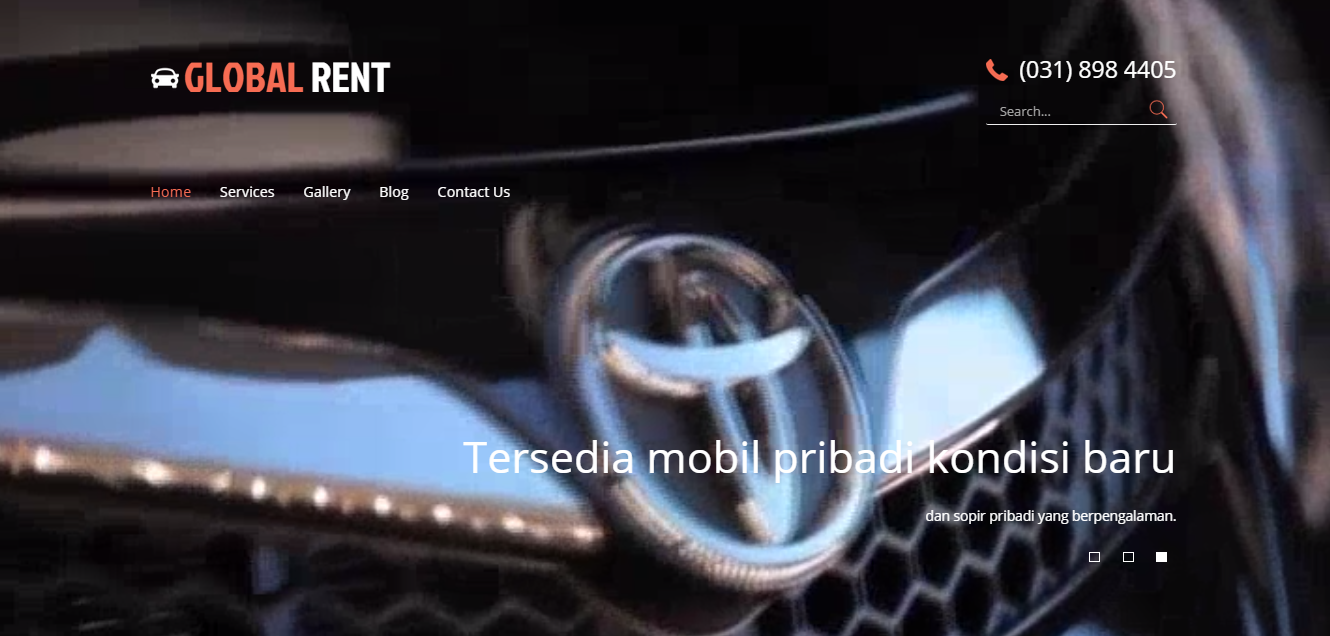 GLOBAL RENT
(031) 898 4405
Search...
Home Services Gallery Blog Contact Us
Tersedia mobil pribadi kondisi baru
dan sopir pribadi yang berpengalaman.